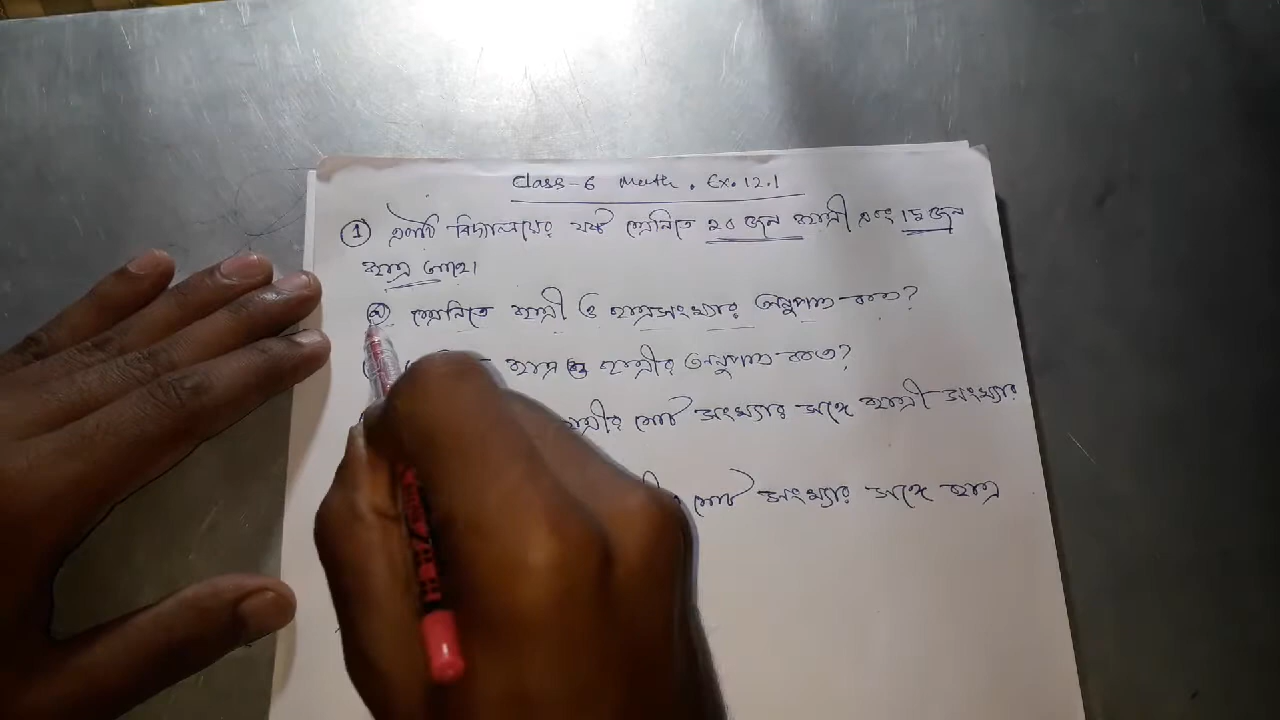 Class-6 Math. Ex. 12.1
① একটি বিদ্যালয়ের ষষ্ঠ শ্রেনিতে ২০ জন ছাত্রী এবং ১৫ জন
ছাত্র আছে।
শ্রেনিতে ছাত্রী ও ছাত্রসংখ্যার অনুপাত কত?
ছাত্র ও ছাত্রীর অনুপাত কত?
ছাত্রীর মোট সংখ্যার সঙ্গে ছাত্রী সংখ্যার
মোট সংখ্যার সঙ্গে ছাত্র